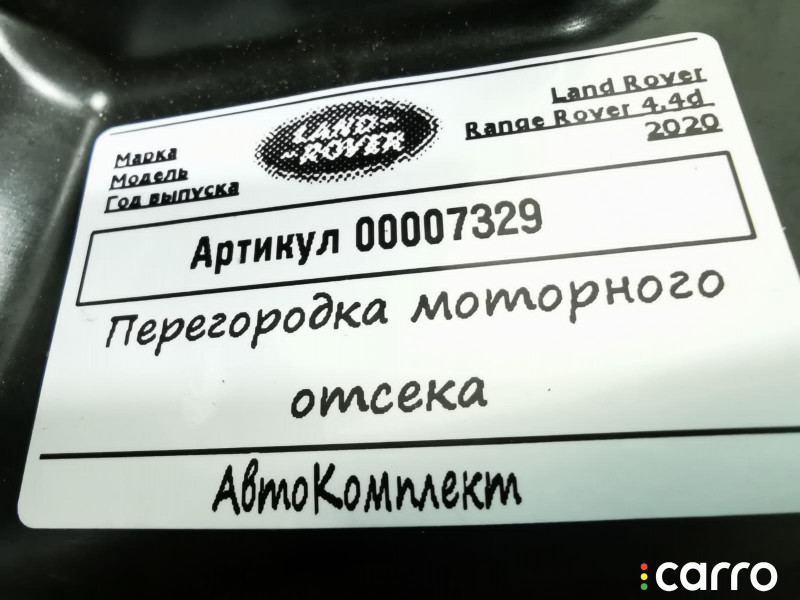 Марка
Модель
Год выпуска
LAND-
-ROVER
Land Rover
Range Rover 4,4d
2020
Артикул 00007329
Перегородка моторного
отсека
АвтоКомплект
carro